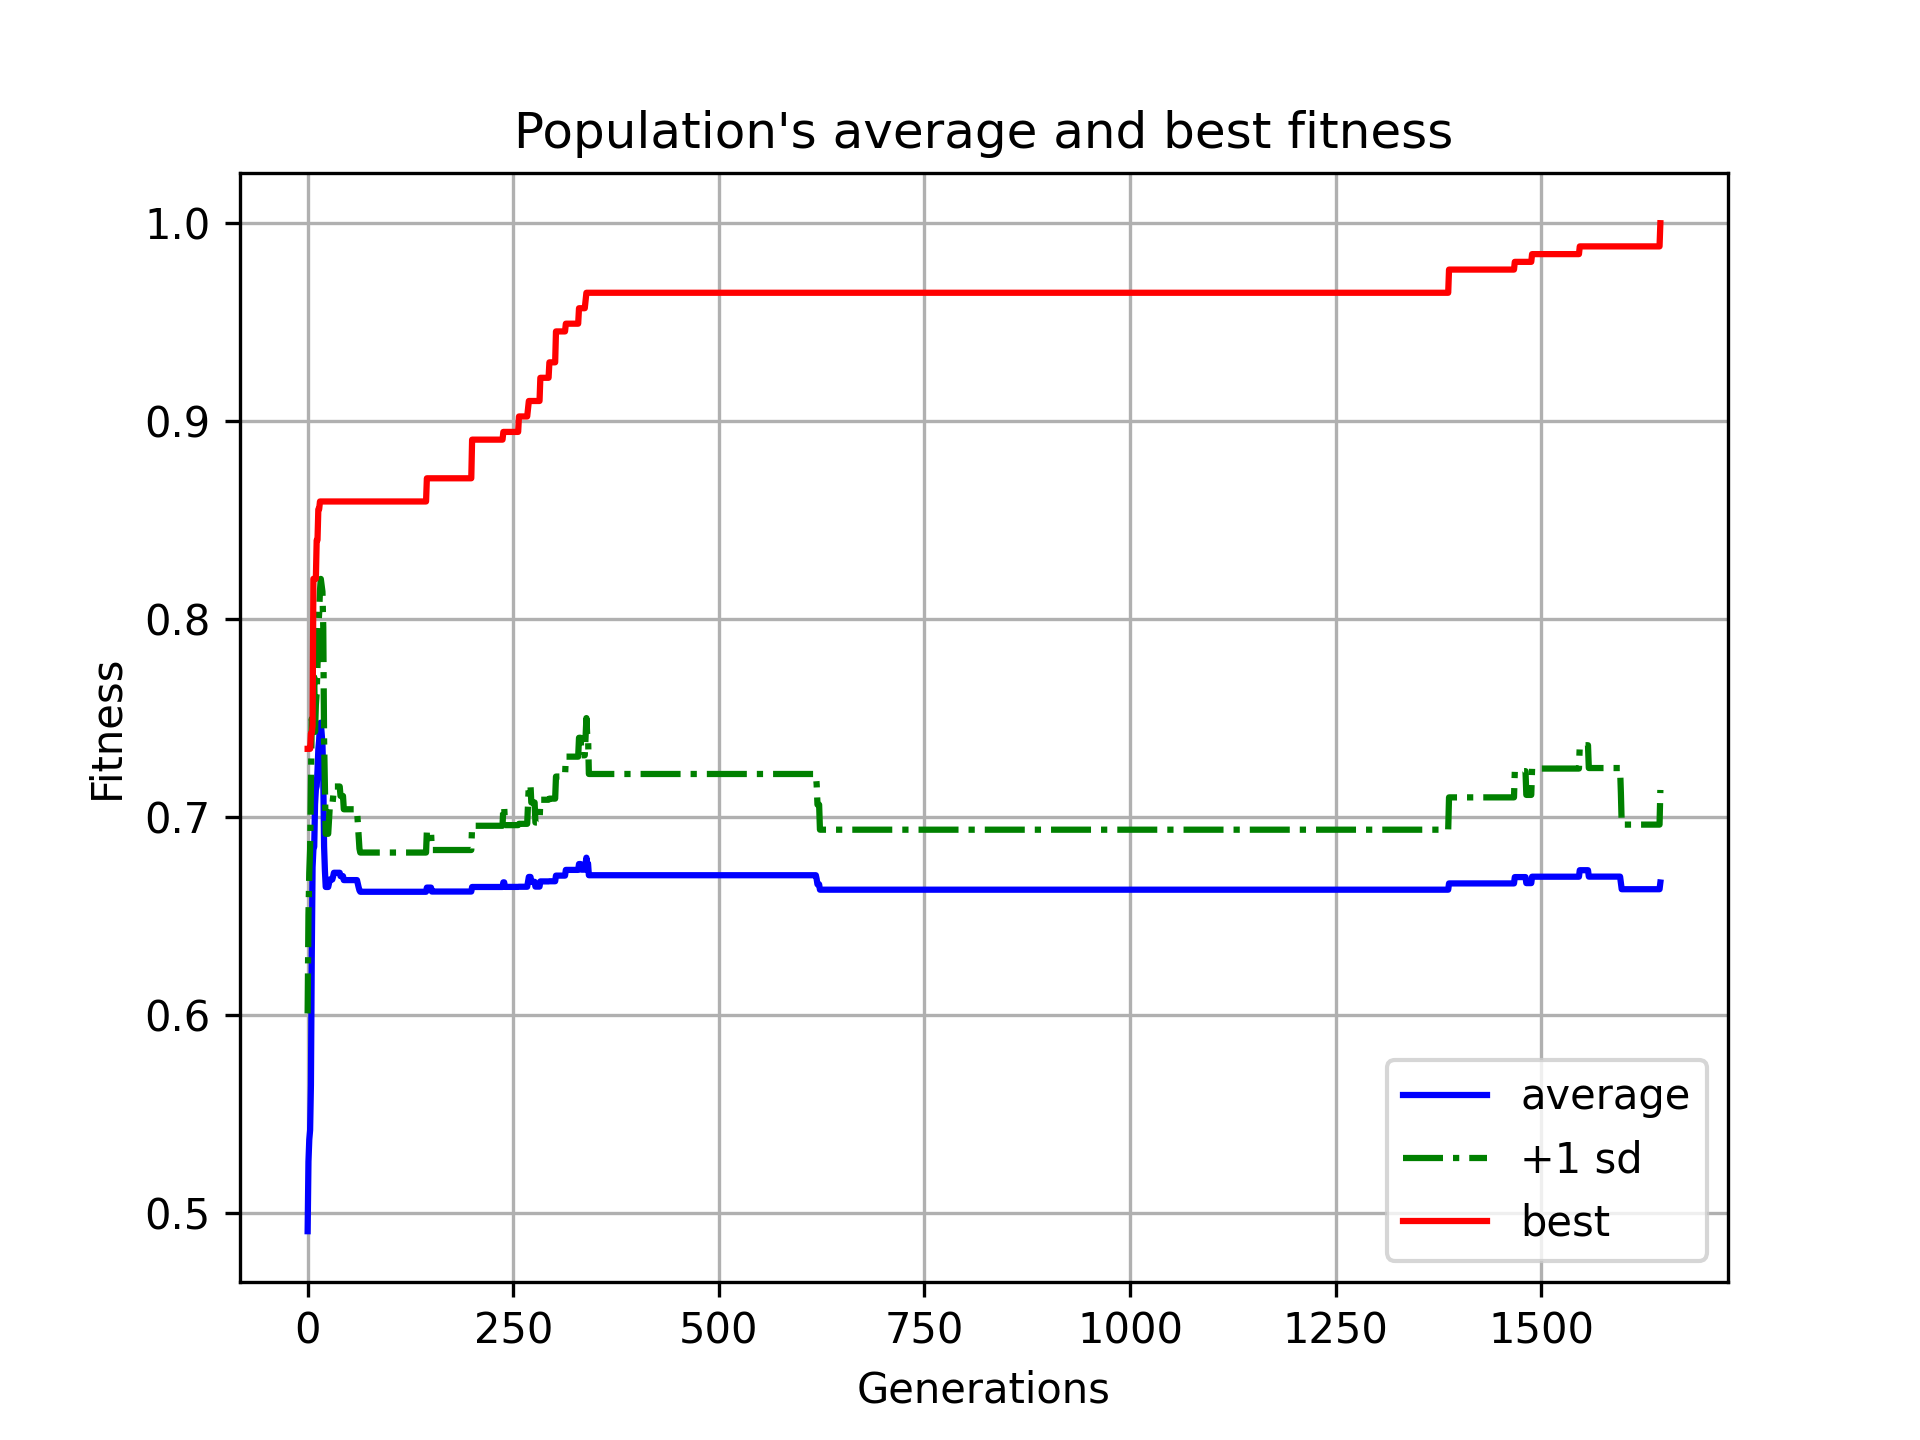 Population's average and best fitness
1.0
0.9
0.8
0.7
0.6
0.5
Fitness
average
+1 sd
best
0 250 500 750 1000 1250 1500
Generations